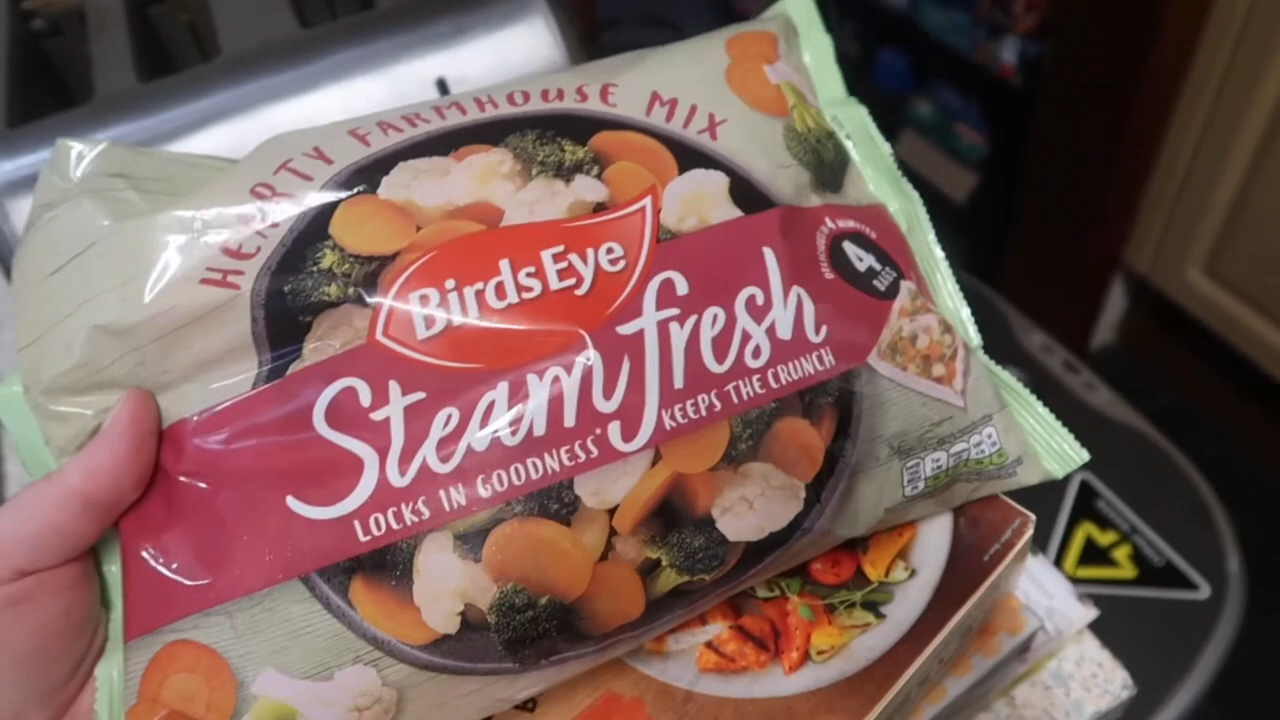 HEARTY FARMHOUSE MIX
BirdsEye
Steamfresh
LOCKS IN GOODNESS* KEEPS THE CRUNCH
4
BAGS